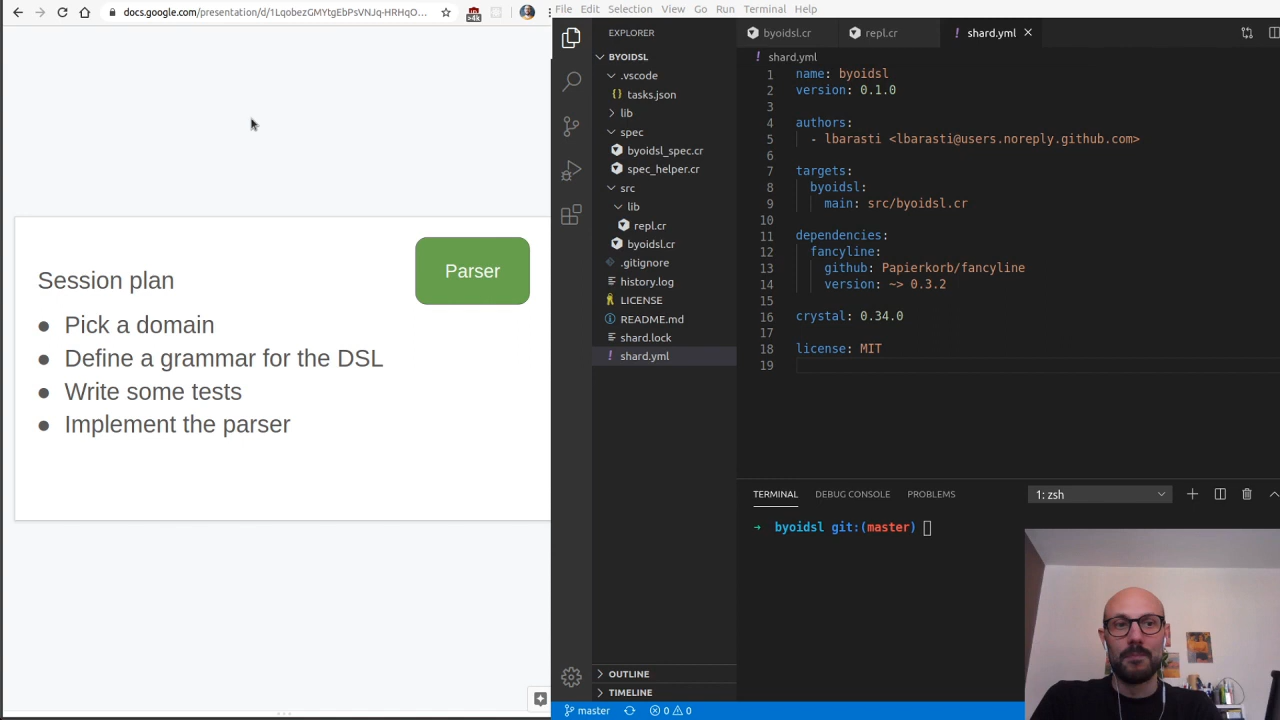 docs.google.com/presentation/d/1LqobezGMYtgEbPsVNJq-HRHqO...
>4k
Parser
Session plan
● Pick a domain
● Define a grammar for the DSL
● Write some tests
● Implement the parser
File Edit Selection View Go Run Terminal Help
EXPLORER
BYOIDSL
.vscode
{} tasks.json
lib
spec
byoidsl_spec.cr
spec_helper.cr
src
lib
repl.cr
byoidsl.cr
.gitignore
history.log
LICENSE
README.md
shard.lock
! shard.yml
OUTLINE
TIMELINE
byoidsl.cr repl.cr ! shard.yml ×
! shard.yml
1 name: byoidsl
2 version: 0.1.0
3
4 authors:
5 - lbarasti <lbarasti@users.noreply.github.com>
6
7 targets:
8 byoidsl:
9 main: src/byoidsl.cr
10
11 dependencies:
12 fancyline:
13 github: Papierkorb/fancyline
14 version: ~> 0.3.2
15
16 crystal: 0.34.0
17
18 license: MIT
19
TERMINAL DEBUG CONSOLE PROBLEMS 1: zsh
→ byoidsl git:(master)
master 0 0